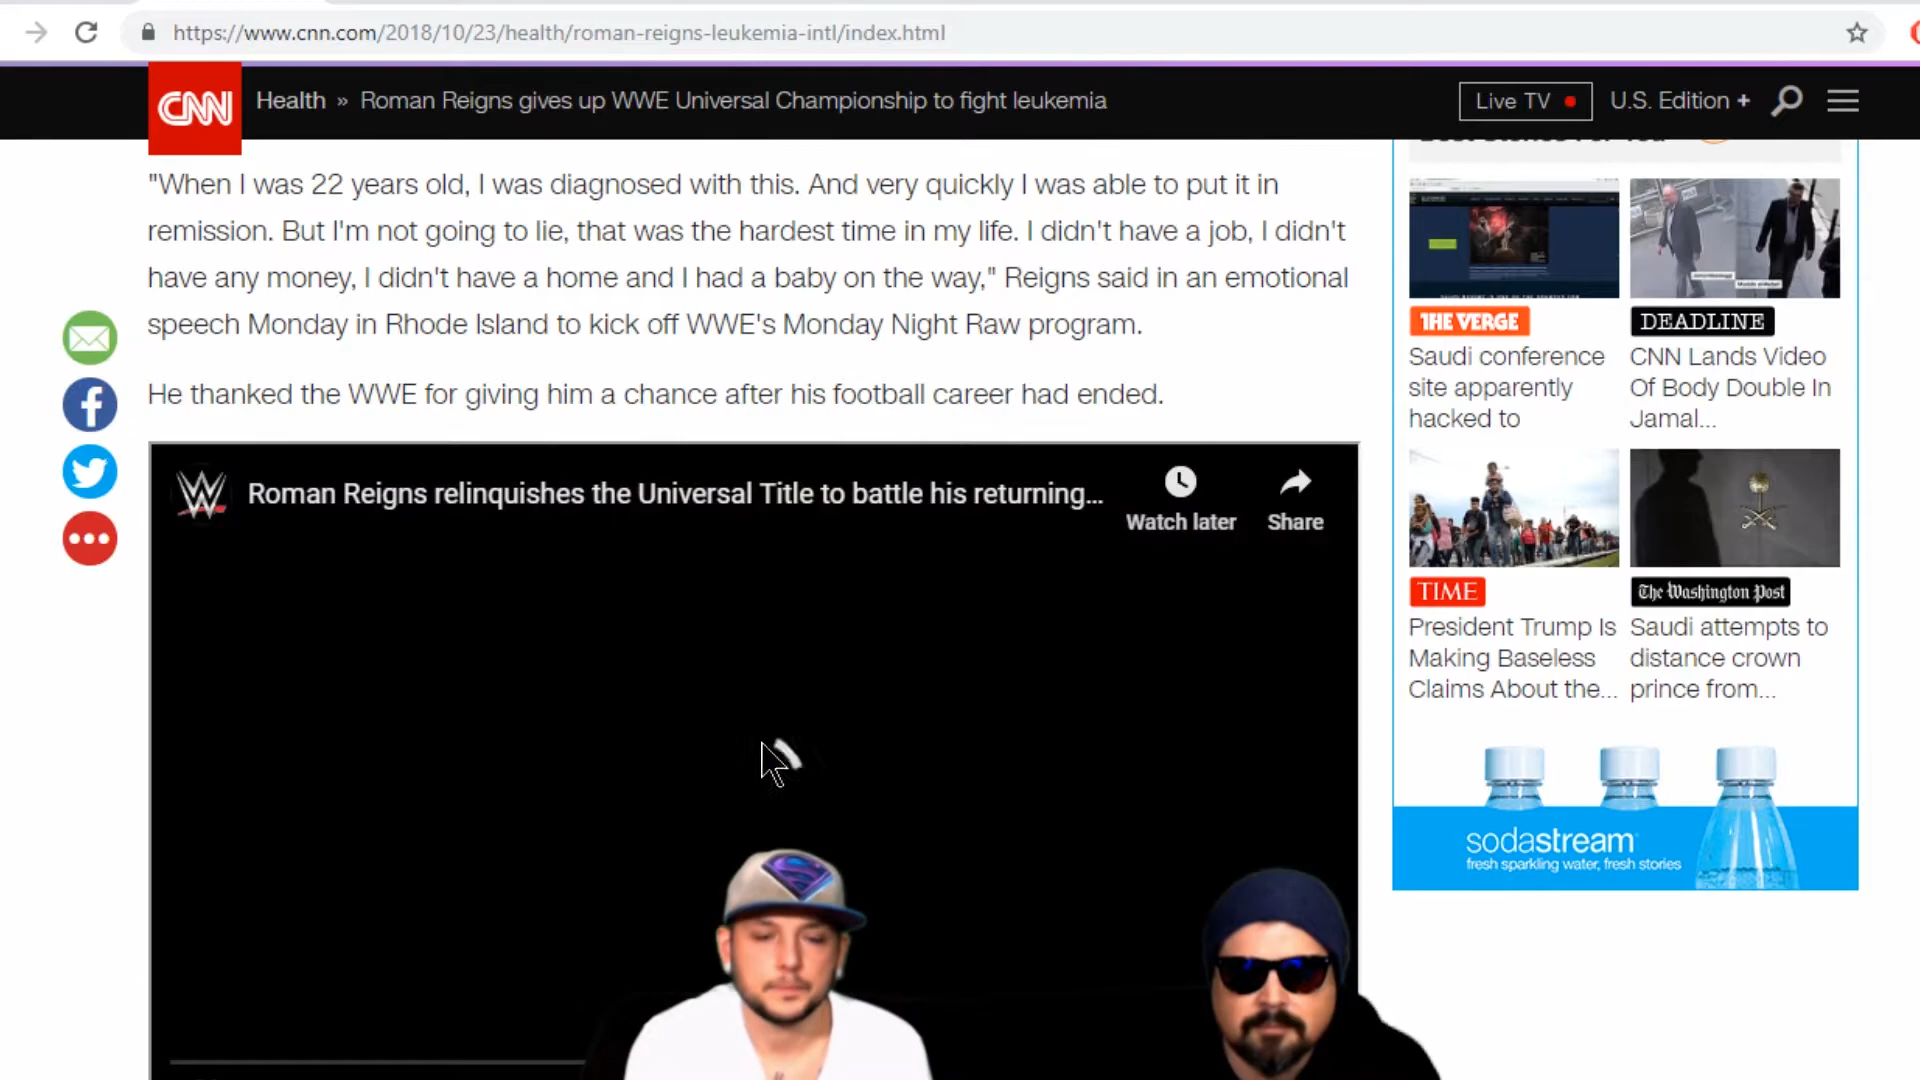 https://www.cnn.com/2018/10/23/health/roman-reigns-leukemia-intl/index.html
CNN
Health » Roman Reigns gives up WWE Universal Championship to fight leukemia
Live TV
U.S. Edition +
"When I was 22 years old, I was diagnosed with this. And very quickly I was able to put it in
remission. But I'm not going to lie, that was the hardest time in my life. I didn't have a job, I didn't
have any money, I didn't have a home and I had a baby on the way," Reigns said in an emotional
speech Monday in Rhode Island to kick off WWE's Monday Night Raw program.
He thanked the WWE for giving him a chance after his football career had ended.
Roman Reigns relinquishes the Universal Title to battle his returning...
Watch later
Share
THE VERGE
Saudi conference
site apparently
hacked to
DEADLINE
CNN Lands Video
Of Body Double In
Jamal...
TIME
President Trump Is
Making Baseless
Claims About the...
The Washington Post
Saudi attempts to
distance crown
prince from...
sodastream
fresh sparkling water, fresh stories